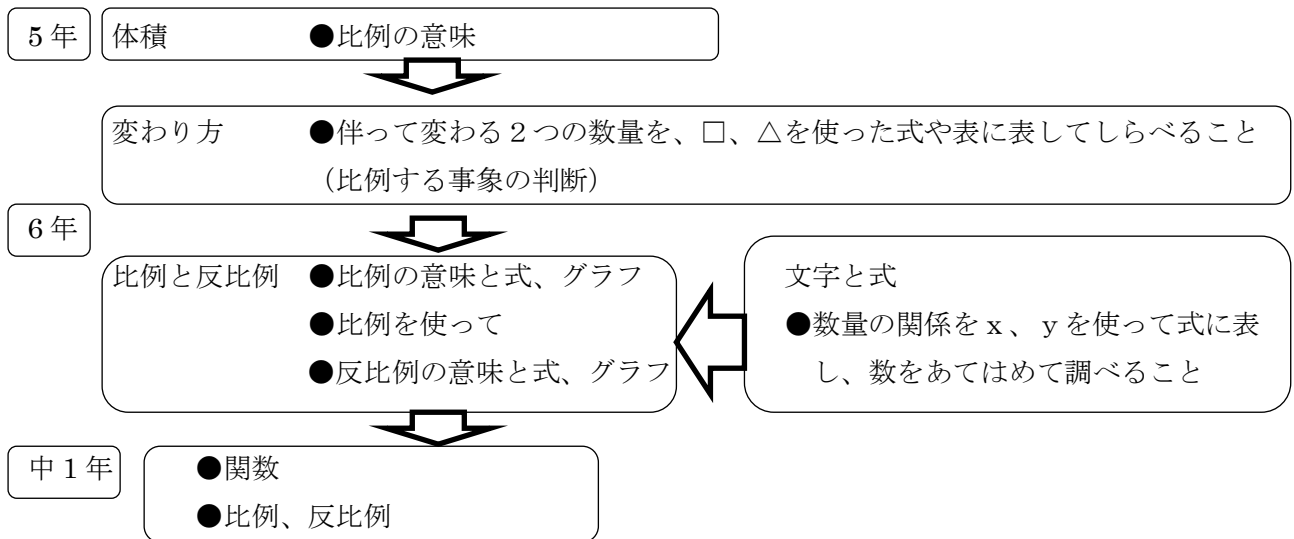 5年
体積 ●比例の意味
変わり方 ●伴って変わる2つの数量を、□、△を使った式や表に表してしらべること
(比例する事象の判断)
6年
比例と反比例 ●比例の意味と式、グラフ
●比例を使って
●反比例の意味と式、グラフ
文字と式
●数量の関係をx、yを使って式に表
し、数をあてはめて調べること
中1年
●関数
●比例、反比例